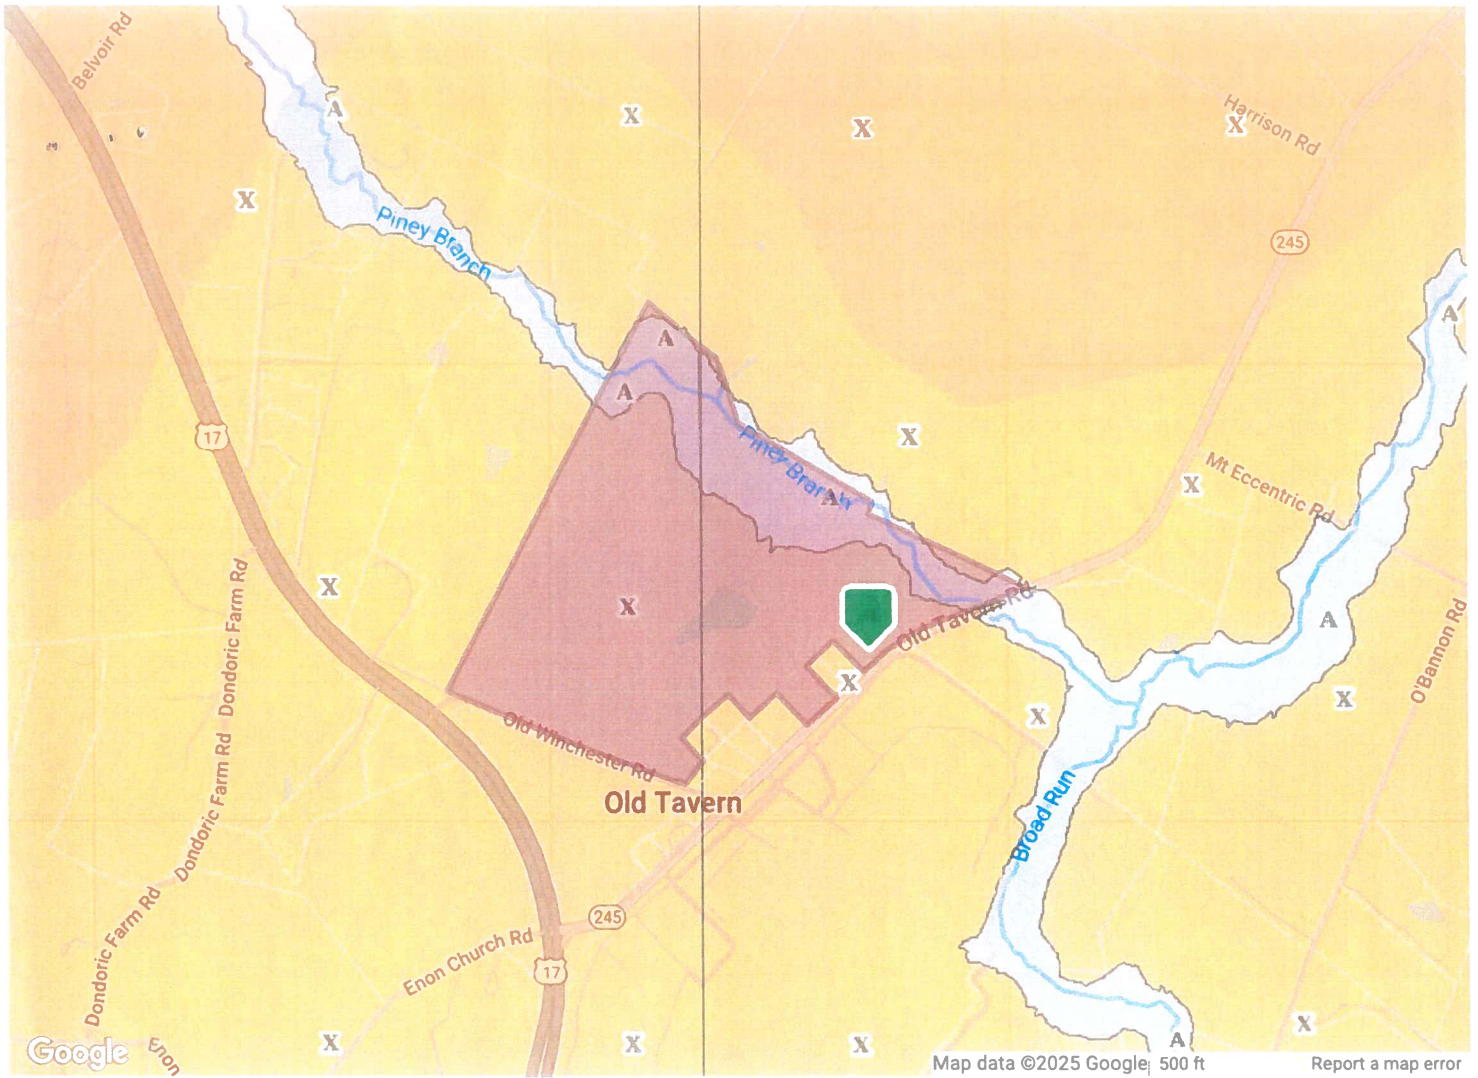 Belvoir Rd
A
X
X
Harrison Rd
X
X
Piney Branch
245
A
A
A
17
X
Mt Eccentric Rd
X
Piney Branch
A
Dondoric Farm Rd
X
X
Old Tavern Rd
A
O'Bannon Rd
X
X
X
Dondoric Farm Rd
Old Winchester Rd
Old Tavern
Broad Run
Dondoric Farm Rd
245
Enon Church Rd
17
X
X
X
X
A
Enon
Google
Map data ©2025 Google
500 ft
Report a map error